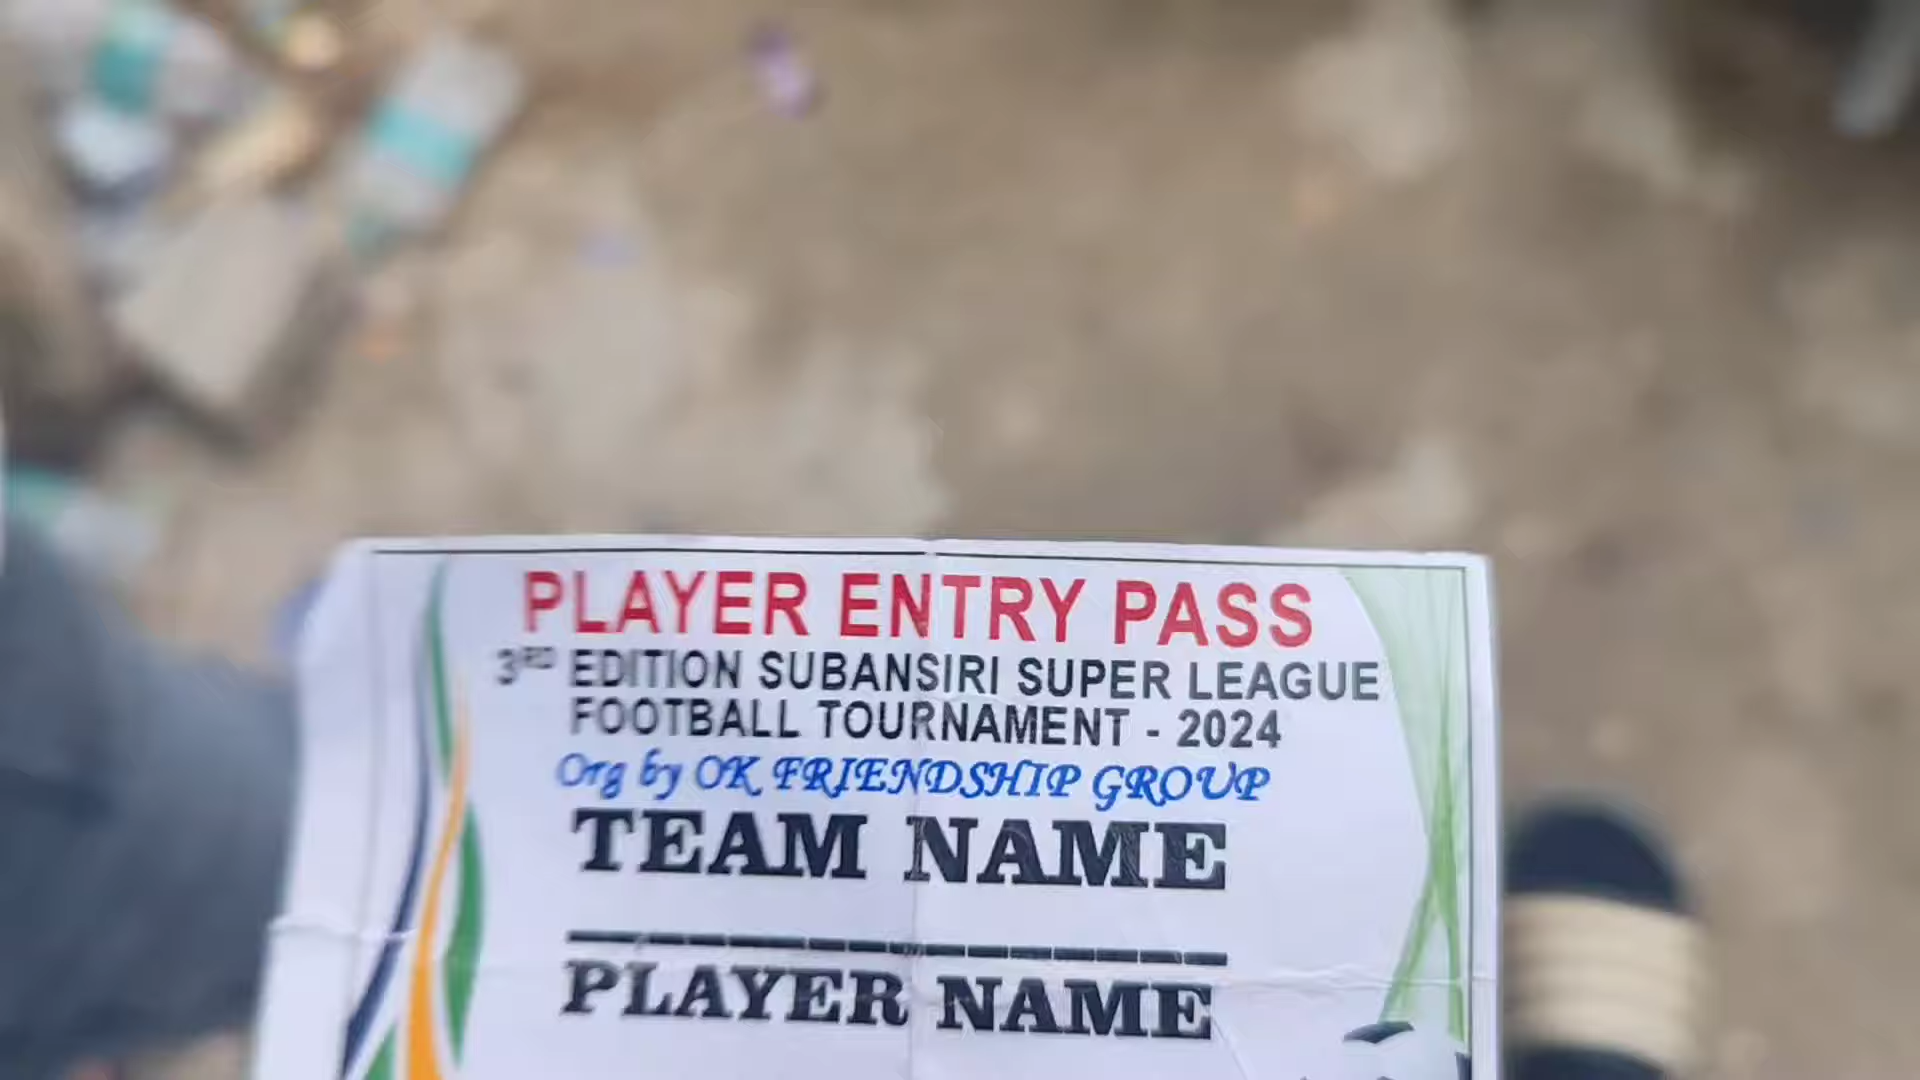 PLAYER ENTRY PASS
3RD EDITION SUBANSIRI SUPER LEAGUE
FOOTBALL TOURNAMENT - 2024
Org by OK FRIENDSHIP GROUP
TEAM NAME
PLAYER NAME